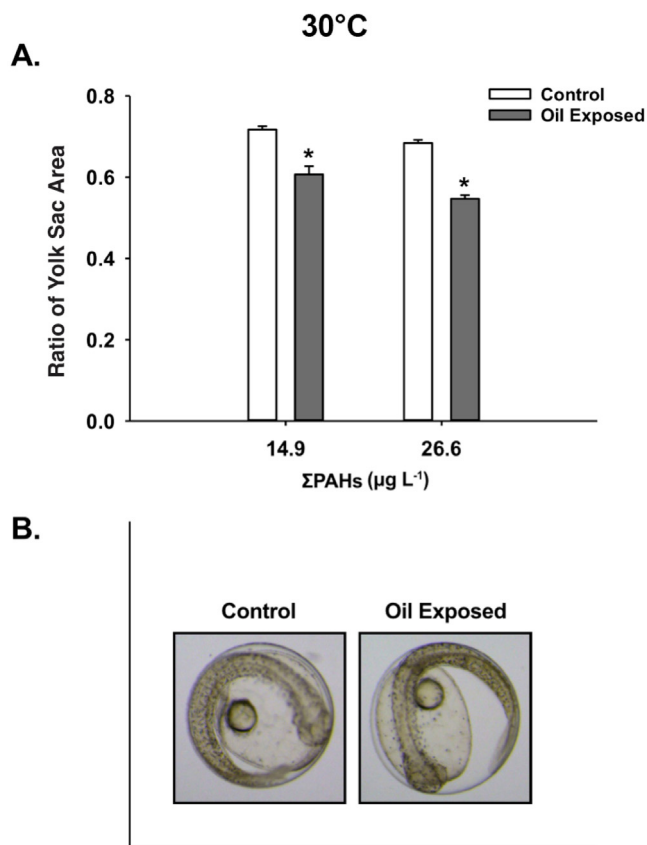 30°C
A.
0.8
0.6
0.4
0.2
0.0
Ratio of Yolk Sac Area
Control
Oil Exposed
*
*
14.9 26.6
ΣPAHs (µg L⁻¹)
B.
Control Oil Exposed